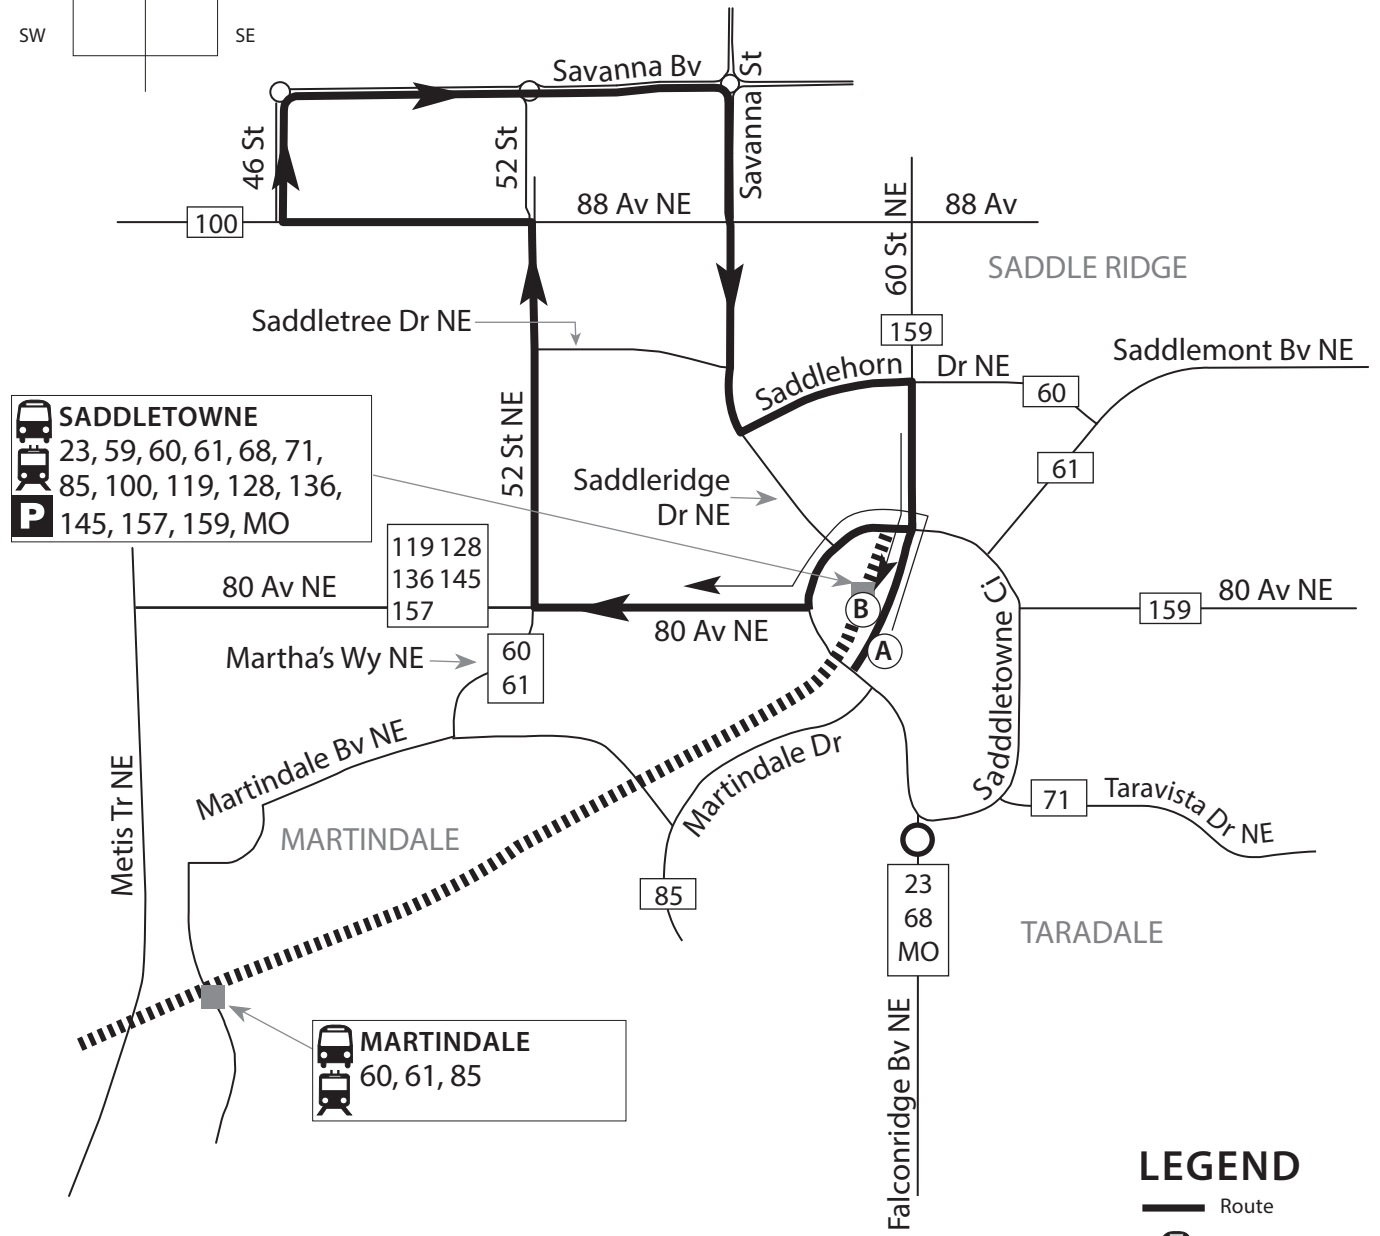 SW
SE
Savanna Bv
Savanna St
46 St
52 St
100
88 Av NE
88 Av
60 St NE
SADDLE RIDGE
Saddletree Dr NE
159
Saddlemont Bv NE
Saddlehorn Dr NE
60
61
SADDLETOWNE
23, 59, 60, 61, 68, 71,
85, 100, 119, 128, 136,
145, 157, 159, MO
P
52 St NE
Saddleridge
Dr NE
119 128
136 145
157
80 Av NE
80 Av NE
B
A
159
80 Av NE
Martha's Wy NE
60
61
Sadddletowne Ci
Martindale Bv NE
Martindale Dr
Metis Tr NE
71
Taravista Dr NE
MARTINDALE
85
23
68
MO
TARADALE
MARTINDALE
60, 61, 85
Falconridge Bv NE
LEGEND
Route